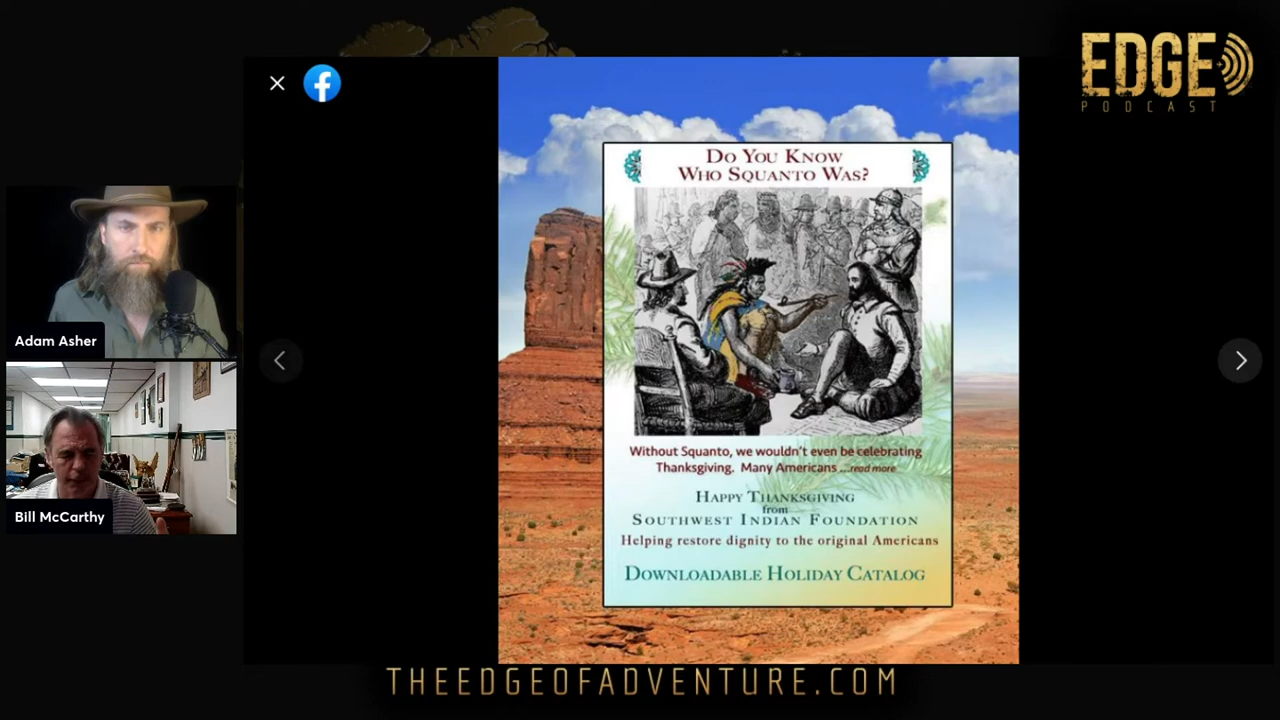 EDGE
PODCAST
Adam Asher
Bill McCarthy
DO YOU KNOW
WHO SQUANTO WAS?
Without Squanto, we wouldn't even be celebrating
Thanksgiving. Many Americans ...read more
HAPPY THANKSGIVING
from
SOUTHWEST INDIAN FOUNDATION
Helping restore dignity to the original Americans
DOWNLOADABLE HOLIDAY CATALOG
THEEDGEOFADVENTURE.COM